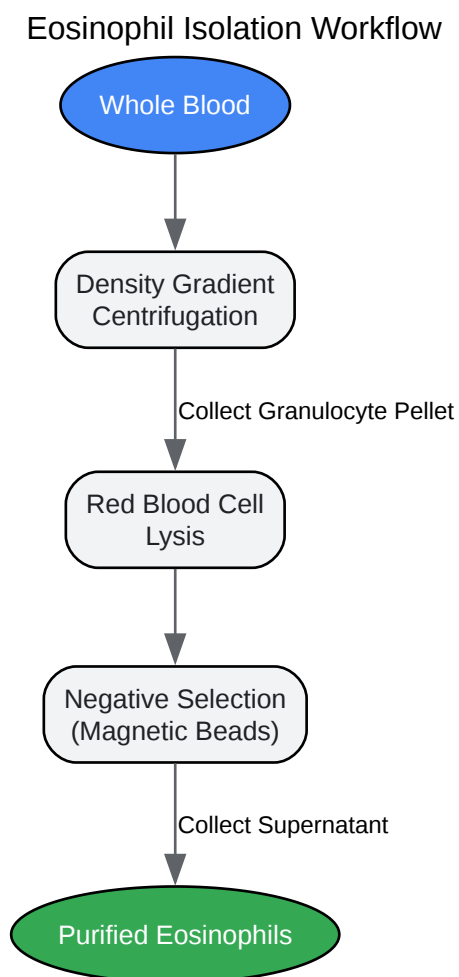 Eosinophil Isolation Workflow
Whole Blood
Density Gradient
Centrifugation
Collect Granulocyte Pellet
Red Blood Cell
Lysis
Negative Selection
(Magnetic Beads)
Collect Supernatant
Purified Eosinophils